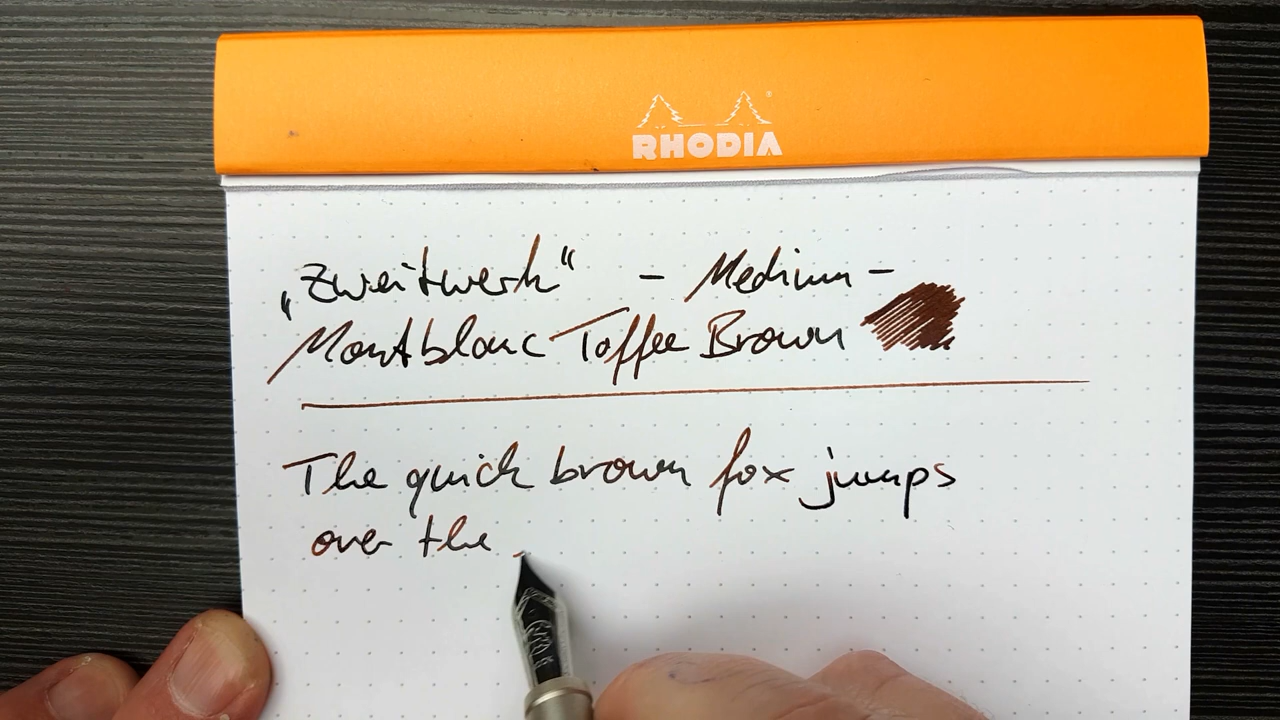 RHODIA
„Zweitwerk“ - Medium -
Montblanc Toffee Brown
The quick brown fox jumps
over the